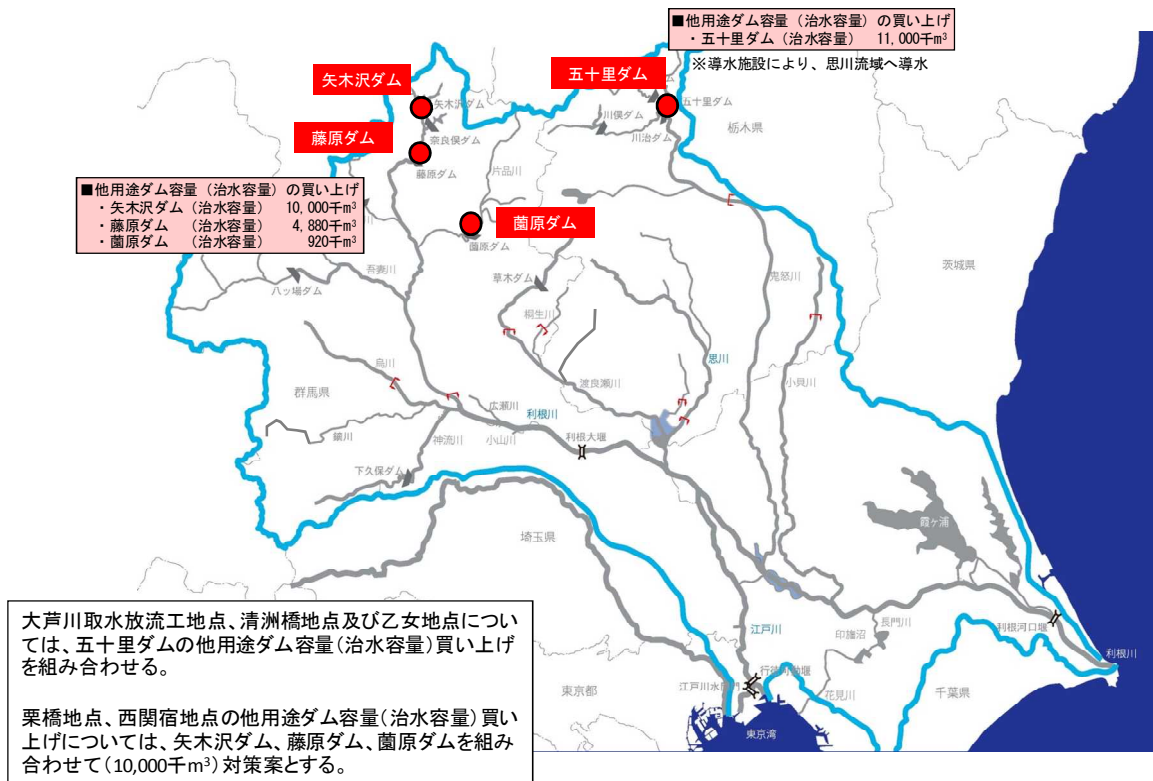 ■他用途ダム容量（治水容量）の買い上げ
・五十里ダム（治水容量） 11,000千m³
※導水施設により、思川流域へ導水
矢木沢ダム
五十里ダム
矢木沢ダム
五十里ダム
川俣ダム
栃木県
奈良俣ダム
川治ダム
藤原ダム
藤原ダム
片品川
■他用途ダム容量（治水容量）の買い上げ
・矢木沢ダム（治水容量） 10,000千m³
・藤原ダム （治水容量） 4,880千m³
・薗原ダム （治水容量） 920千m³
薗原ダム
薗原ダム
茨城県
吾妻川
八ッ場ダム
草木ダム
鬼怒川
桐生川
烏川
思川
渡良瀬川
小貝川
群馬県
広瀬川
利根川
鏑川
神流川
小山川
利根大堰
下久保ダム
霞ヶ浦
埼玉県
大芦川取水放流工地点、清洲橋地点及び乙女地点につい
ては、五十里ダムの他用途ダム容量（治水容量）買い上げ
を組み合わせる。
栗橋地点、西関宿地点の他用途ダム容量（治水容量）買い
上げについては、矢木沢ダム、藤原ダム、薗原ダムを組み
合わせて（10,000千m³）対策案とする。
江戸川
印旛沼
長門川
利根河口堰
利根川
行徳可動堰
東京都
江戸川水閘門
花見川
千葉県
東京湾